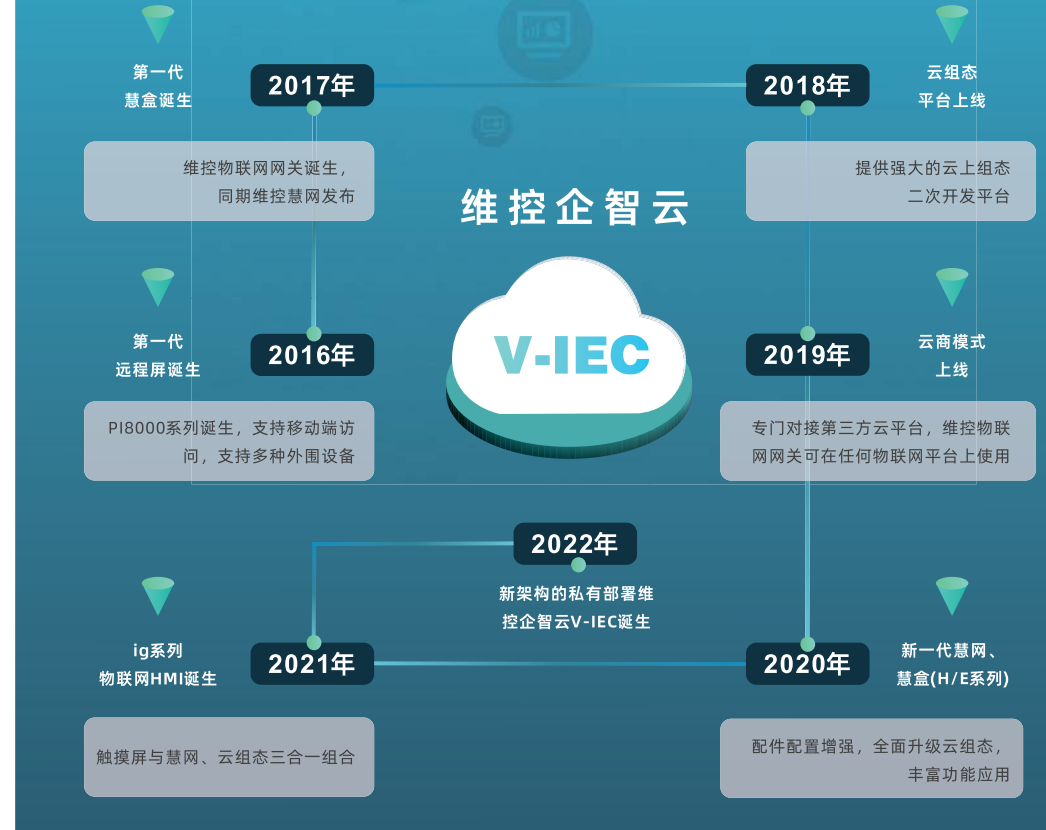 第一代
慧盒诞生
2017年
2018年
云组态
平台上线
维控物联网网关诞生，
同期维控慧网发布
提供强大的云上组态
二次开发平台
维控企智云
V-IEC
第一代
远程屏诞生
2016年
2019年
云商模式
上线
PI8000系列诞生，支持移动端访
问，支持多种外围设备
专门对接第三方云平台，维控物联
网网关可在任何物联网平台上使用
2022年
新架构的私有部署维
控企智云V-IEC诞生
ig系列
物联网HMI诞生
2021年
2020年
新一代慧网、
慧盒(H/E系列)
触摸屏与慧网、云组态三合一组合
配件配置增强，全面升级云组态，
丰富功能应用